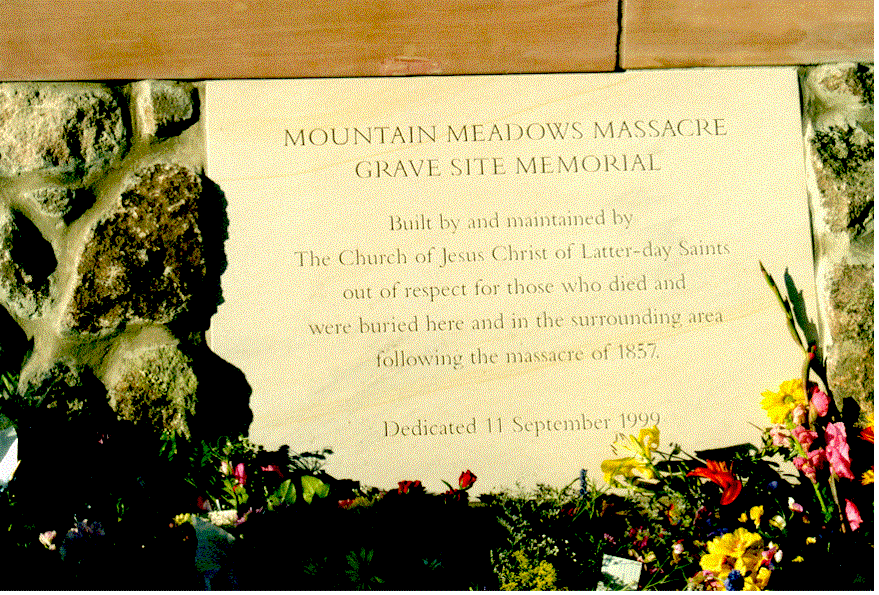 MOUNTAIN MEADOWS MASSACRE
GRAVE SITE MEMORIAL
Built by and maintained by
The Church of Jesus Christ of Latter-day Saints
out of respect for those who died and
were buried here and in the surrounding area
following the massacre of 1857.
Dedicated 11 September 1999